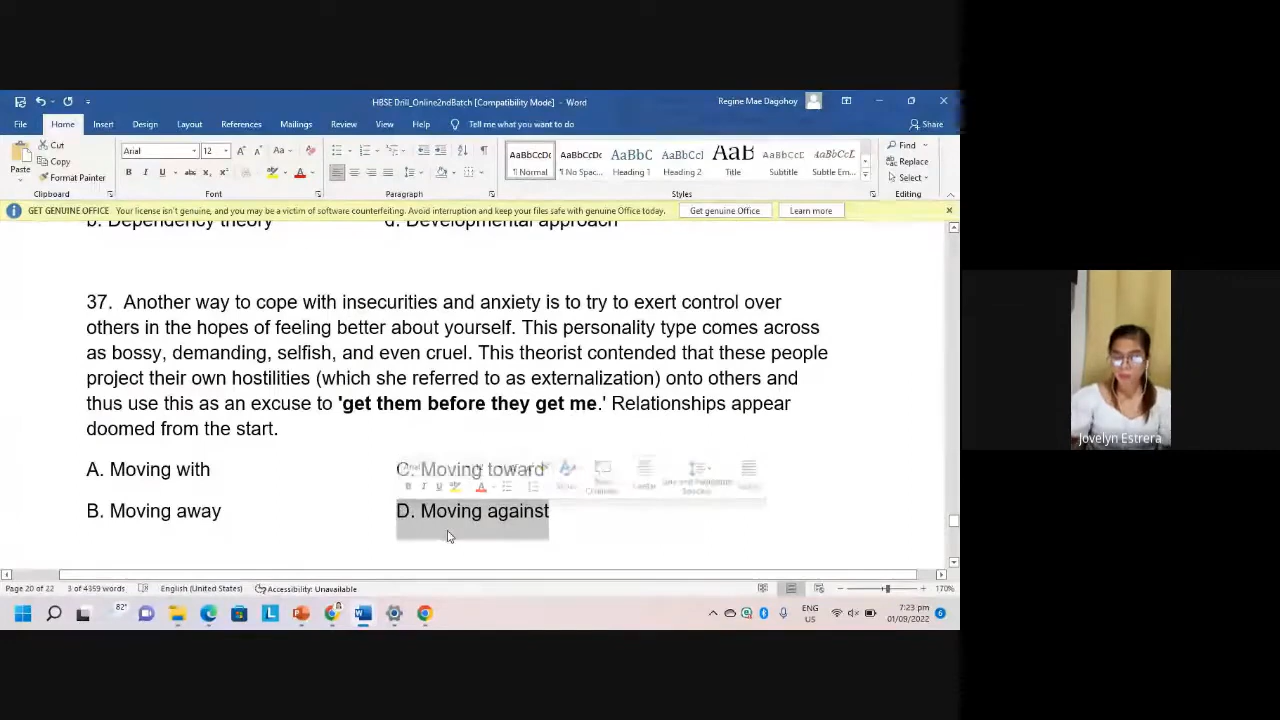 HBSE Drill_Online2ndBatch [Compatibility Mode] - Word
Regine Mae Dagohoy
File Home Insert Design Layout References Mailings Review View Help Tell me what you want to do Share
Paste
Cut
Copy
Format Painter
Clipboard
Arial 12
Font
Paragraph
AaBbCcDc AaBbCcDc AaBbC AaBbCcI AaB AaBbCcD AaBbCcL
¶ Normal ¶ No Spac... Heading 1 Heading 2 Title Subtitle Subtle Em...
Styles
Find
Replace
Select
Editing
GET GENUINE OFFICE Your license isn't genuine, and you may be a victim of software counterfeiting. Avoid interruption and keep your files safe with genuine Office today. Get genuine Office Learn more
b. Dependency theory d. Developmental approach
37. Another way to cope with insecurities and anxiety is to try to exert control over
others in the hopes of feeling better about yourself. This personality type comes across
as bossy, demanding, selfish, and even cruel. This theorist contended that these people
project their own hostilities (which she referred to as externalization) onto others and
thus use this as an excuse to 'get them before they get me.' Relationships appear
doomed from the start.
A. Moving with C. Moving toward
B. Moving away D. Moving against
Page 20 of 22 3 of 4359 words English (United States) Accessibility: Unavailable 170%
82° ENG US 7:23 pm 01/09/2022 6
Jovelyn Estrera